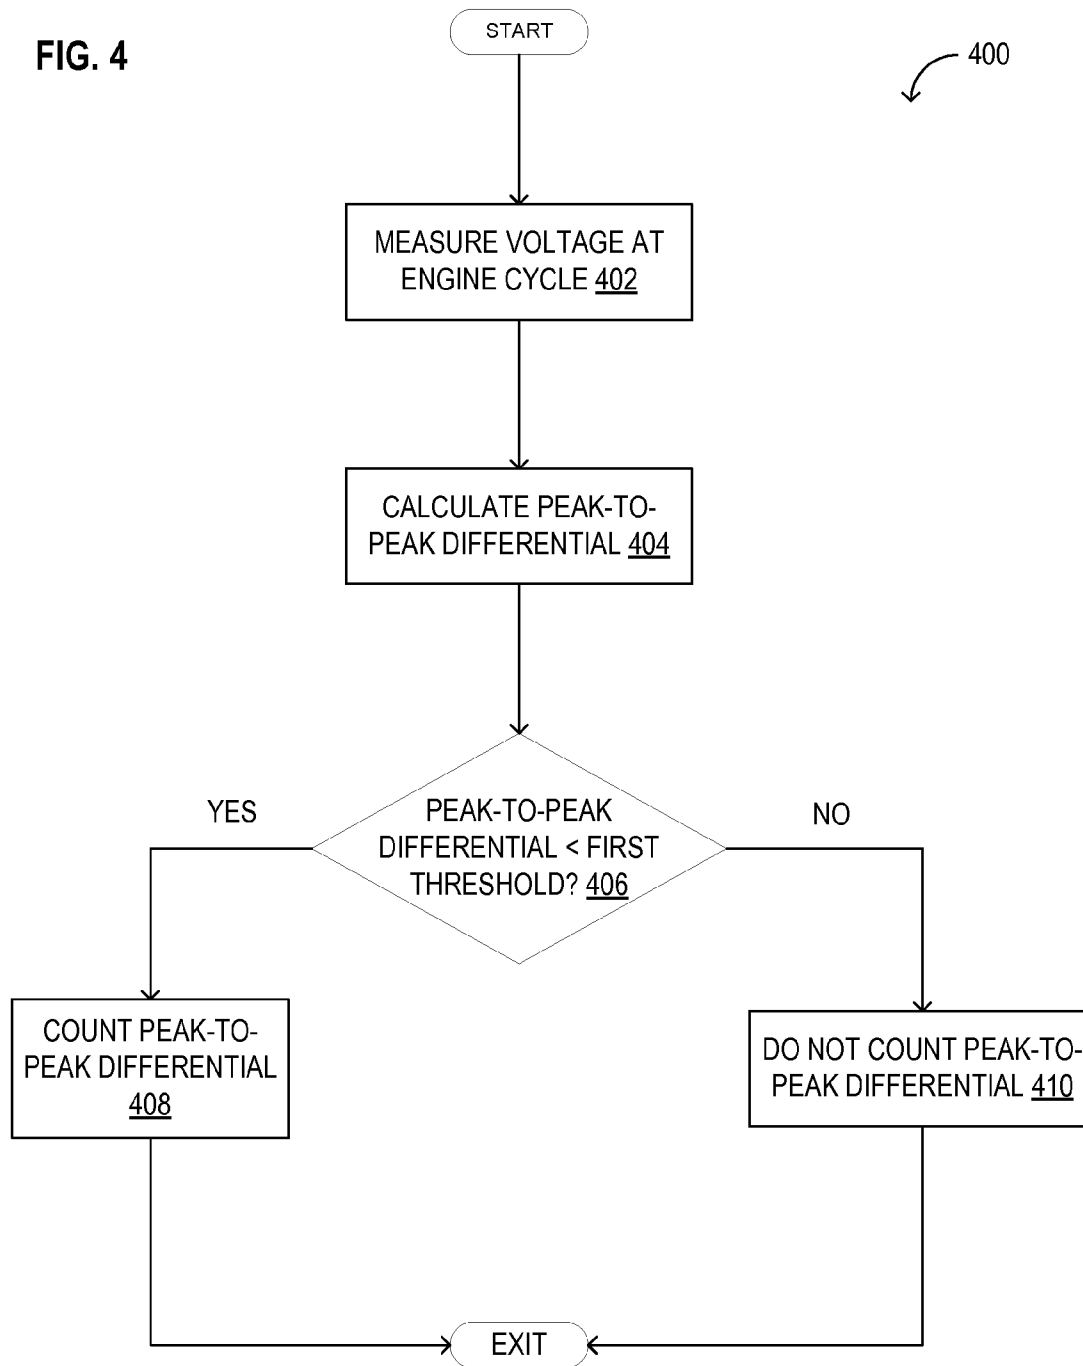 START
FIG. 4
400
MEASURE VOLTAGE AT
ENGINE CYCLE 402
CALCULATE PEAK-TO-
PEAK DIFFERENTIAL 404
PEAK-TO-PEAK
DIFFERENTIAL < FIRST
THRESHOLD? 406
YES
NO
COUNT PEAK-TO-
PEAK DIFFERENTIAL
408
DO NOT COUNT PEAK-TO-
PEAK DIFFERENTIAL 410
EXIT